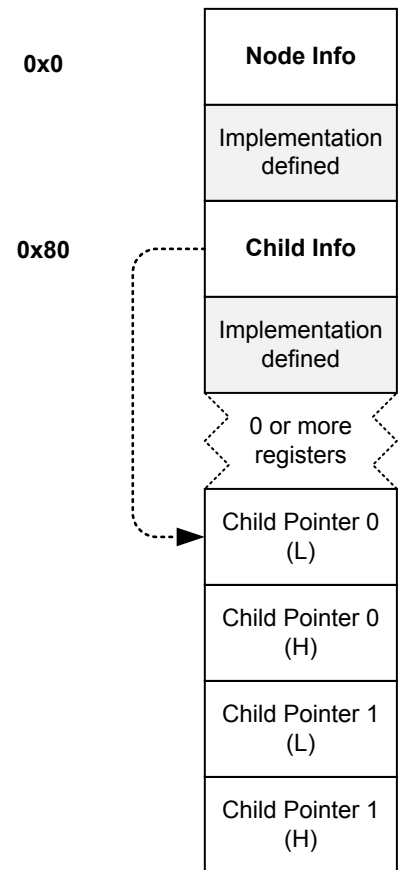 0x0
Node Info
Implementation
defined
0x80
Child Info
Implementation
defined
0 or more
registers
Child Pointer 0
(L)
Child Pointer 0
(H)
Child Pointer 1
(L)
Child Pointer 1
(H)